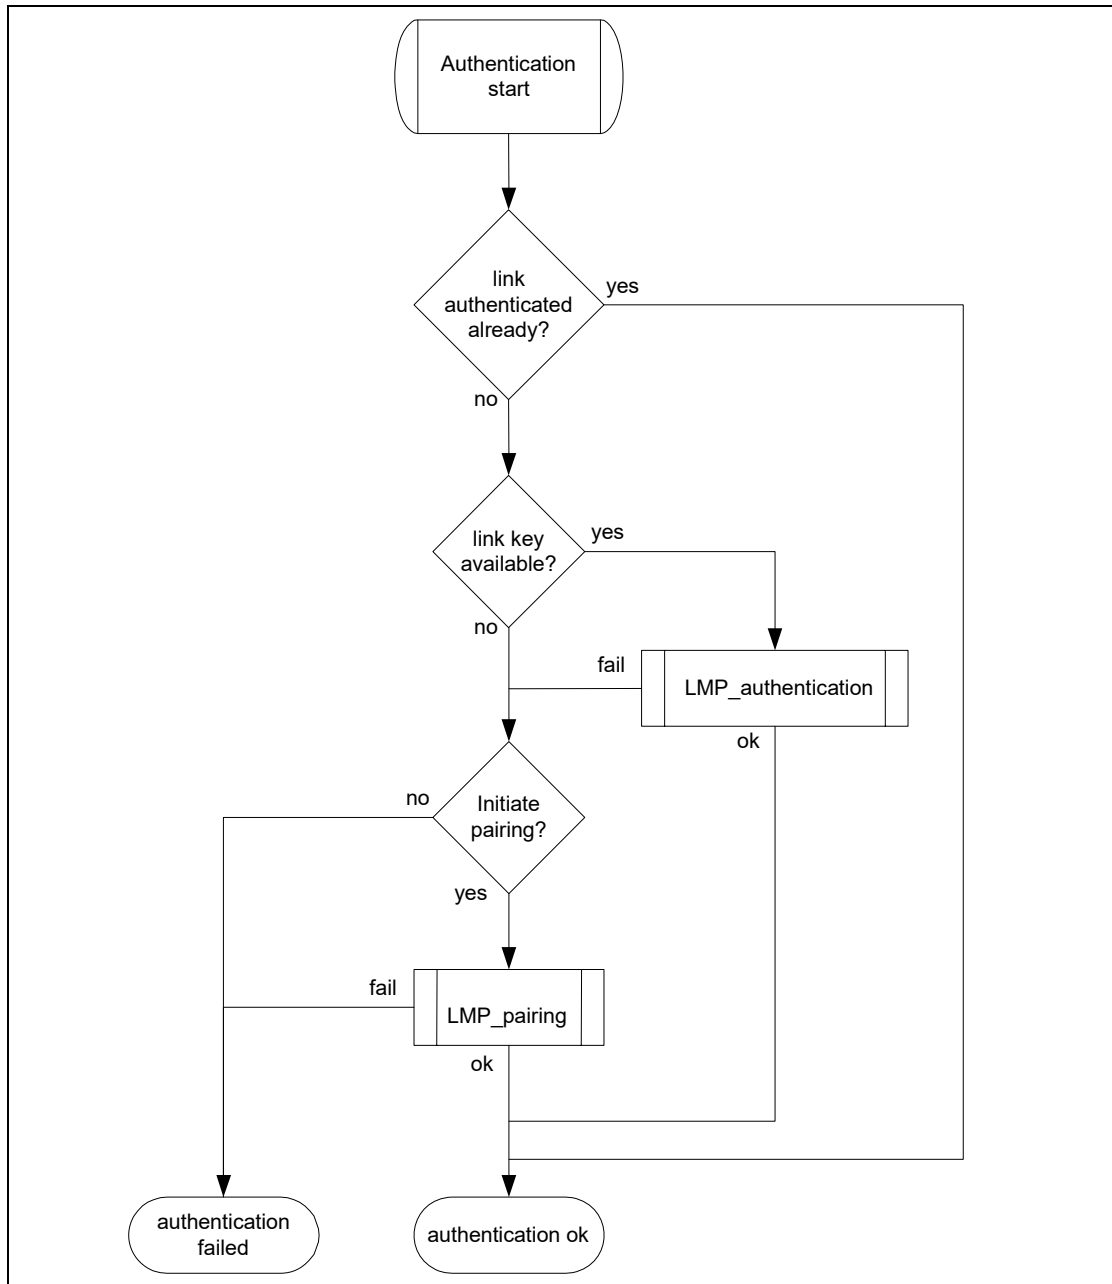 Authentication
start
link
authenticated
already?
yes
no
link key
available?
yes
no
fail
LMP_authentication
ok
no
Initiate
pairing?
yes
fail
LMP_pairing
ok
authentication
failed
authentication ok